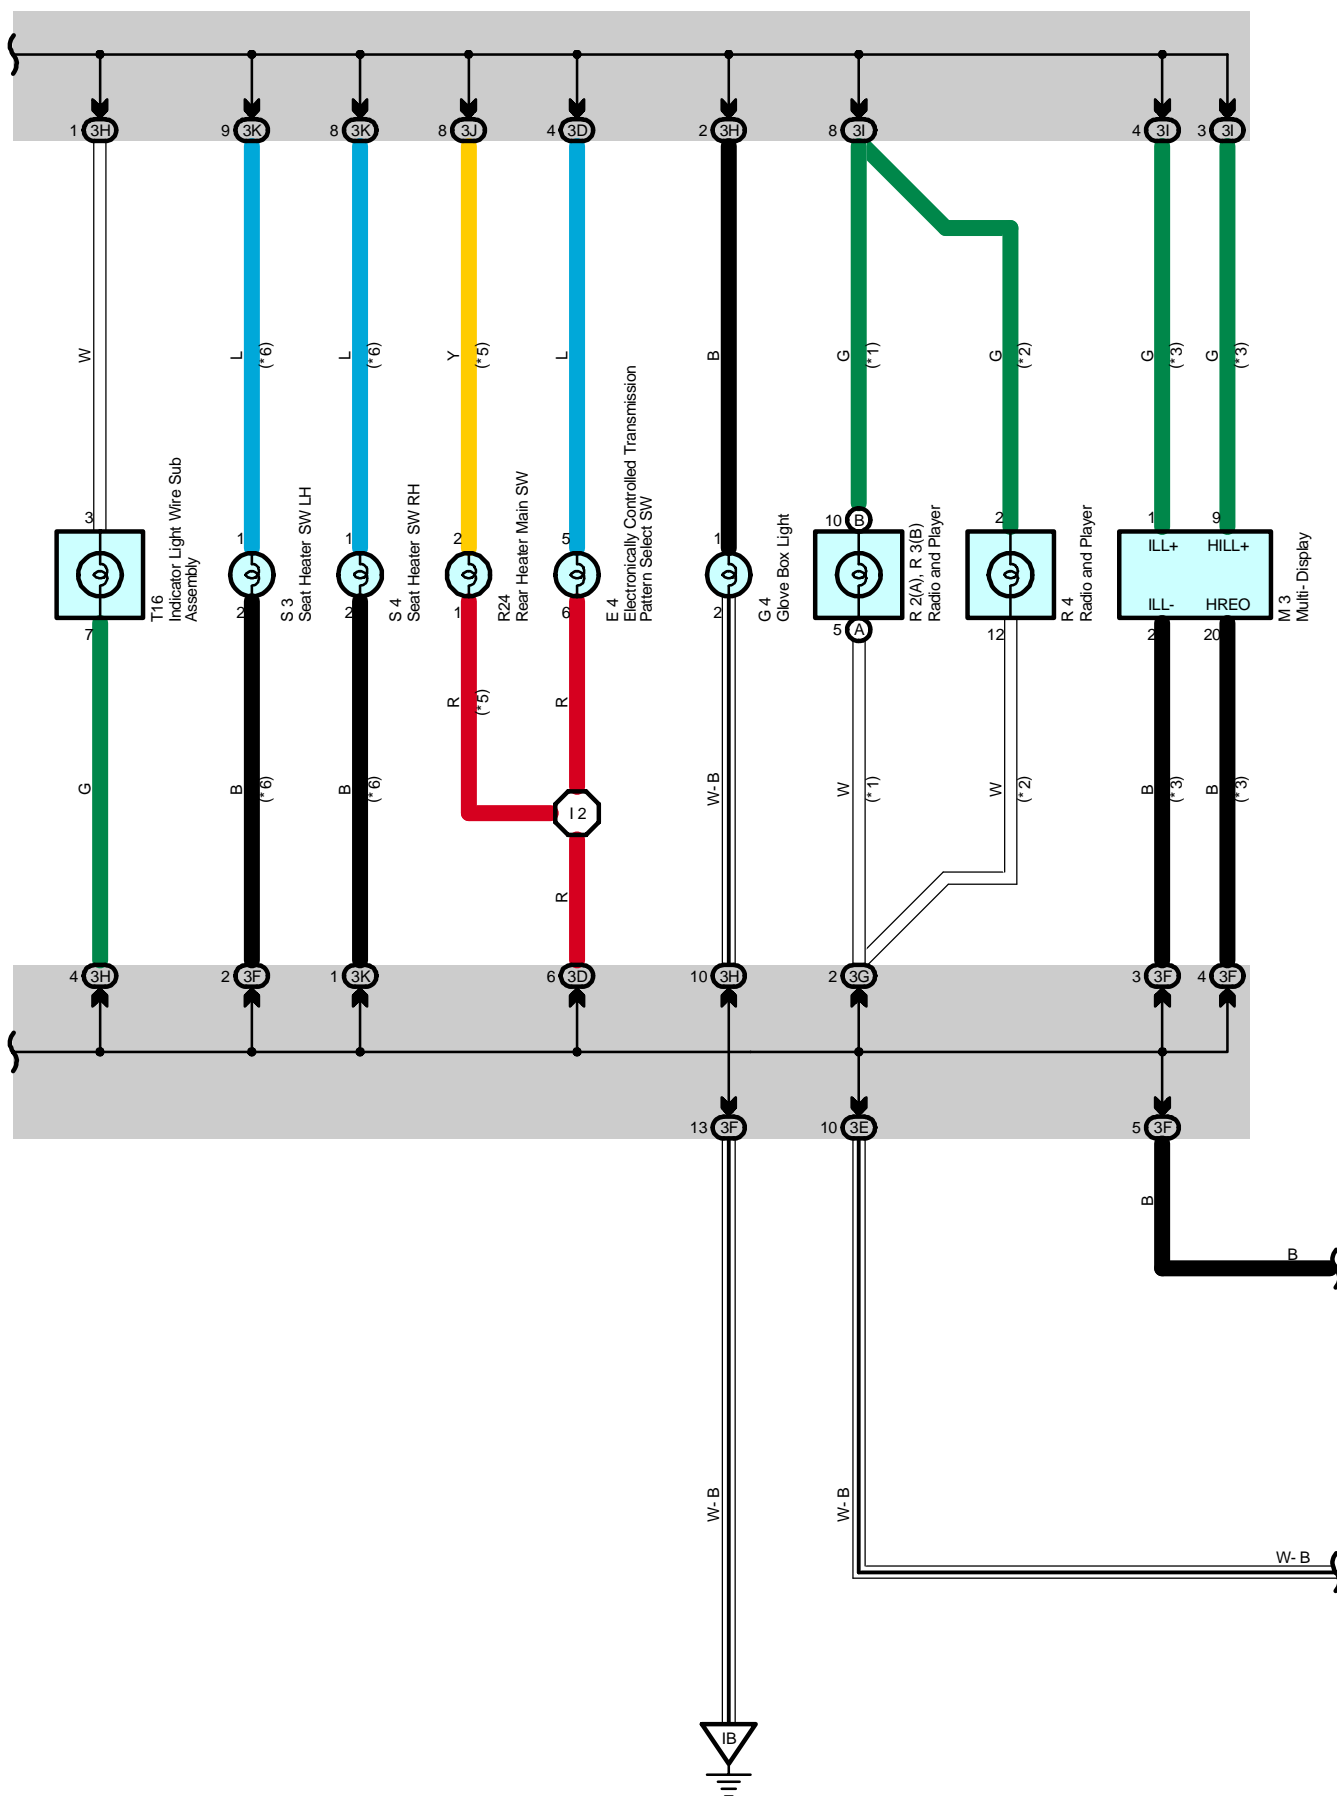 1 3H 9 3K 8 3K 8 3J 4 3D 2 3H 8 3I 4 3I 3 3I
W L (*6) L (*6) Y (*5) L B G (*1) G (*2) G (*3) G (*3)
3 1 1 2 5 1 10 B 2 1 9
ILL+ HILL+
ILL- HREO
T16
Indicator Light Wire Sub
Assembly
S 3
Seat Heater SW LH
S 4
Seat Heater SW RH
R24
Rear Heater Main SW
E 4
Electronically Controlled Transmission
Pattern Select SW
G 4
Glove Box Light
R 2(A), R 3(B)
Radio and Player
R 4
Radio and Player
M 3
Multi- Display
7 2 2 1 6 2 5 A 12 2 20
R (*5) R
G B (*6) B (*6) W- B W (*1) W (*2) B (*3) B (*3)
I 2
R
4 3H 2 3F 1 3K 6 3D 10 3H 2 3G 3 3F 4 3F
13 3F 10 3E 5 3F
B
B
W- B W- B
W- B
IB